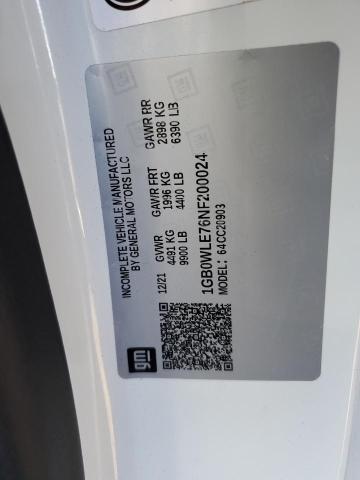 INCOMPLETE VEHICLE MANUFACTURED
BY GENERAL MOTORS LLC
12/21 GVWR GAWR FRT GAWR RR
4491 KG 1996 KG 2898 KG
9900 LB 4400 LB 6390 LB
1GB0WLE76NF200024
MODEL: 64CC20903
gm